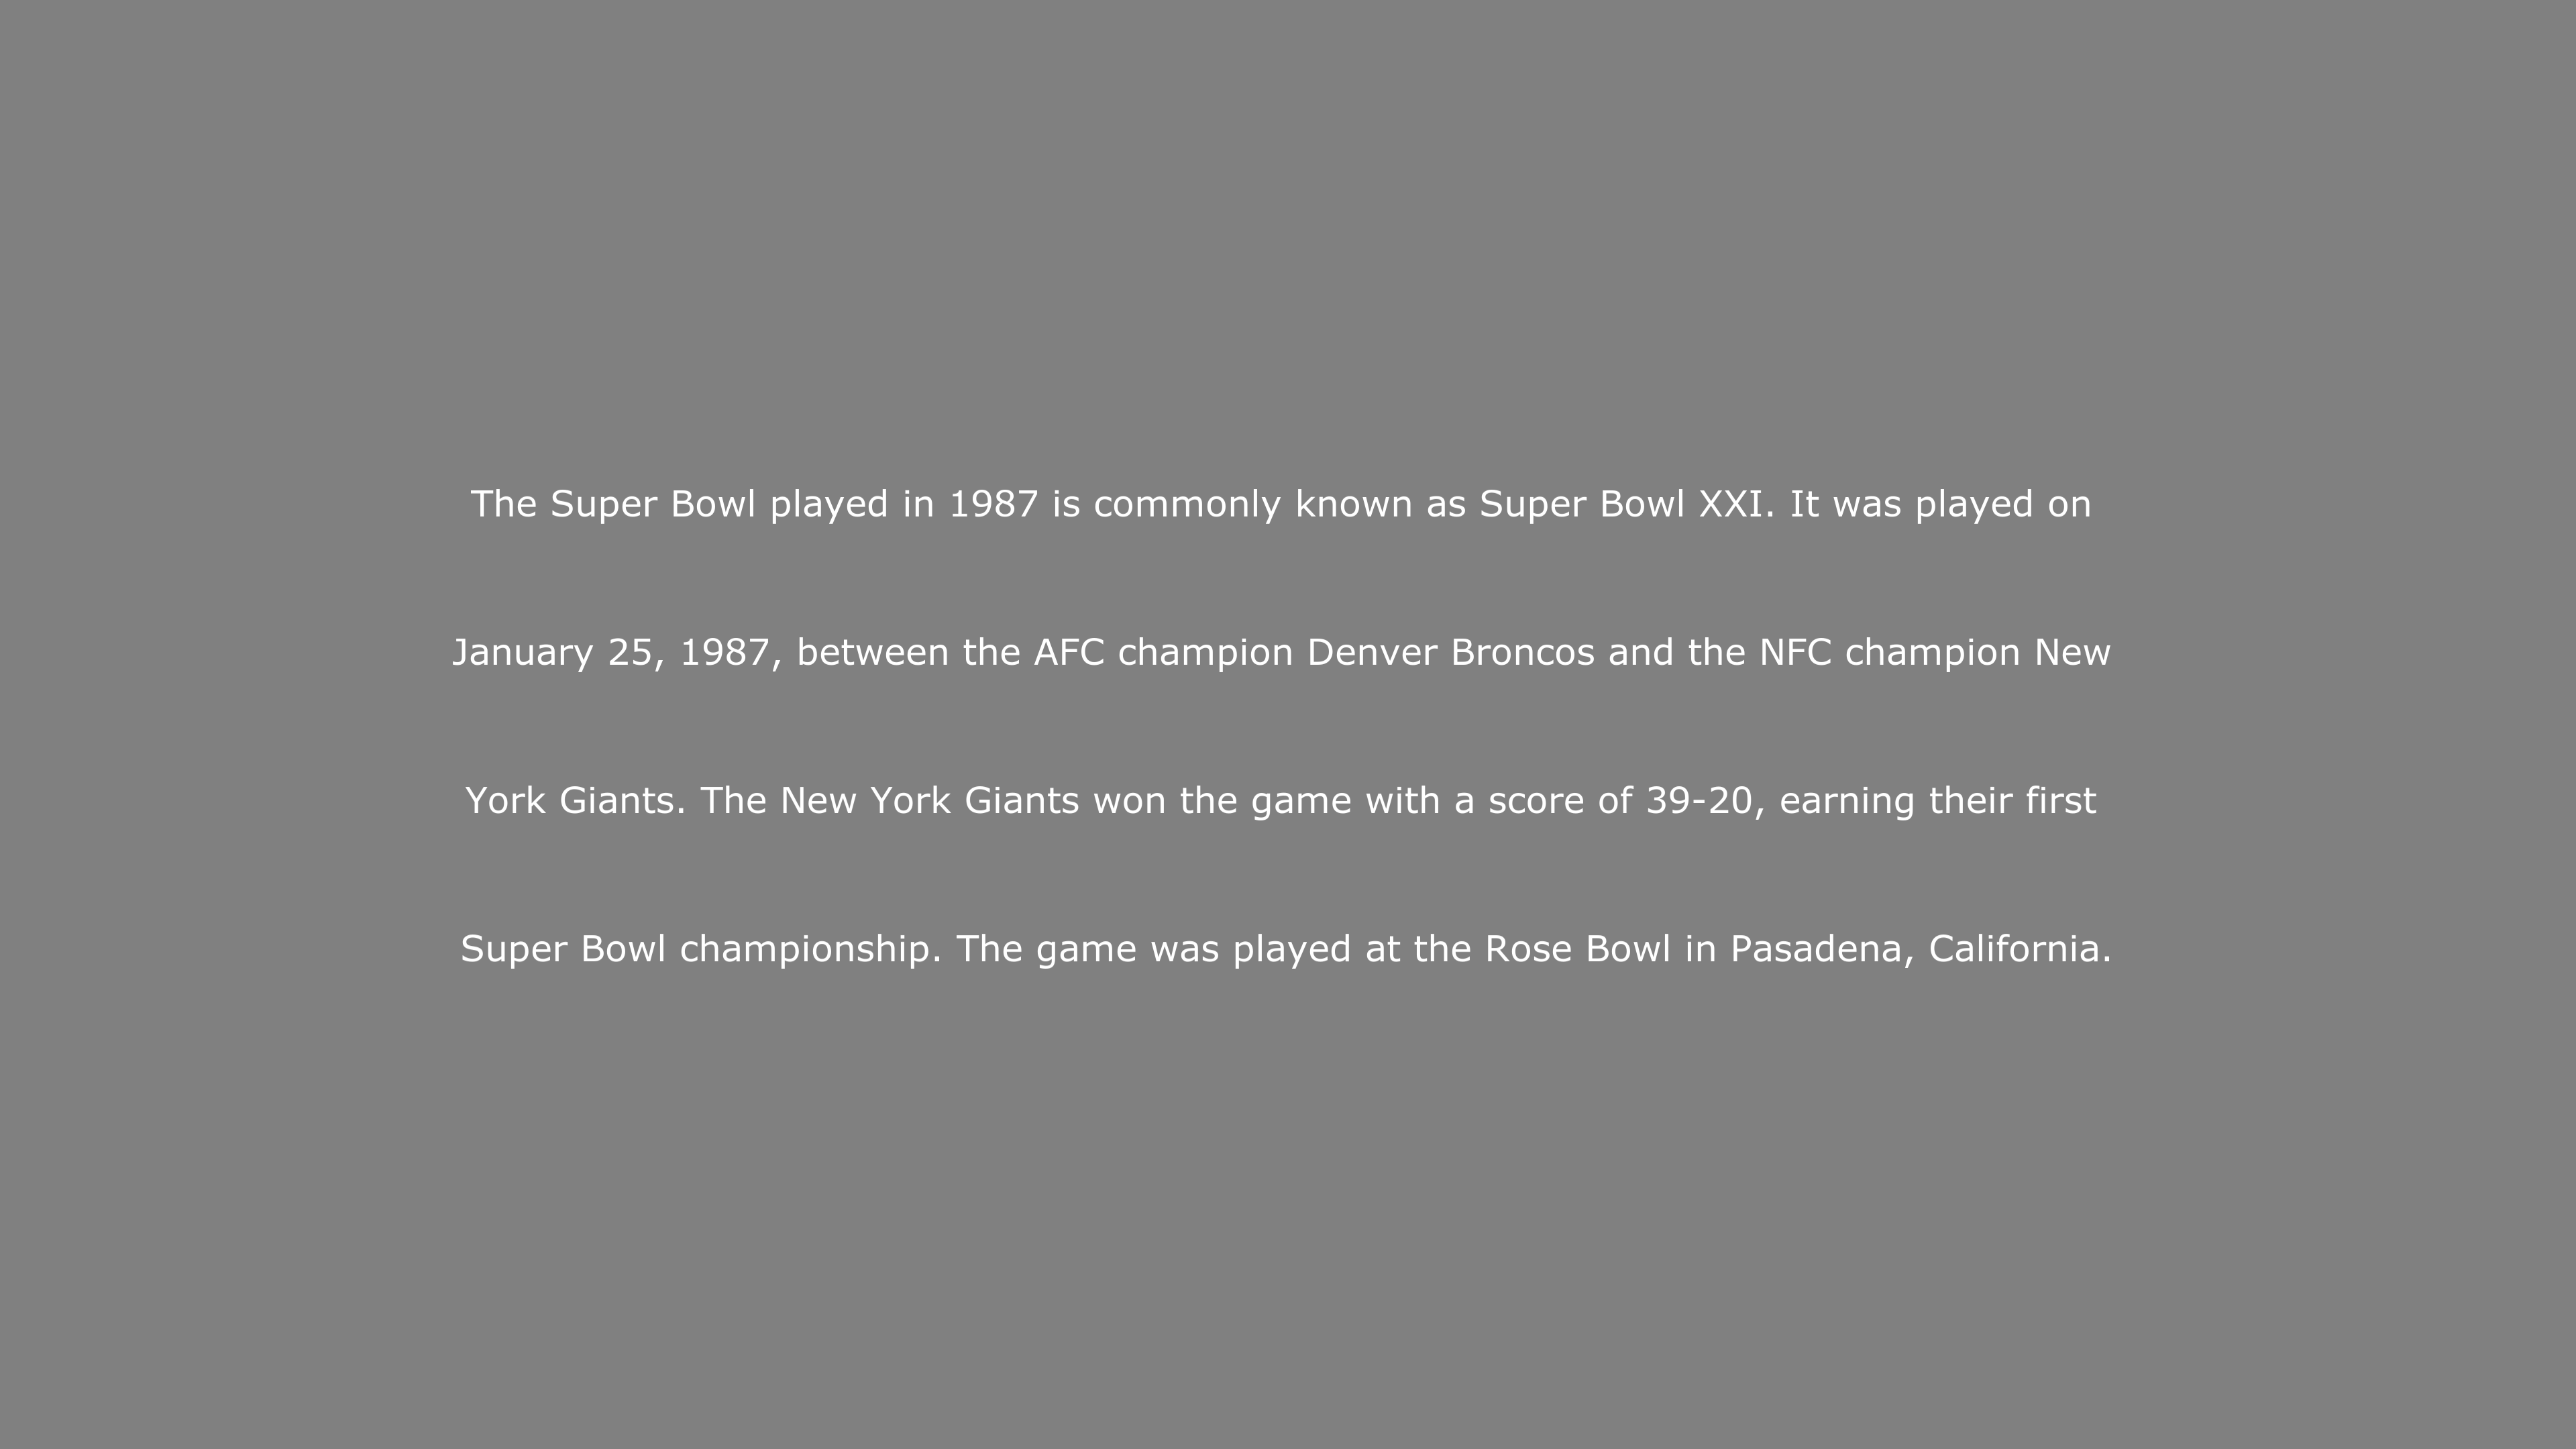 The Super Bowl played in 1987 is commonly known as Super Bowl XXI. It was played on
January 25, 1987, between the AFC champion Denver Broncos and the NFC champion New
York Giants. The New York Giants won the game with a score of 39-20, earning their first
Super Bowl championship. The game was played at the Rose Bowl in Pasadena, California.